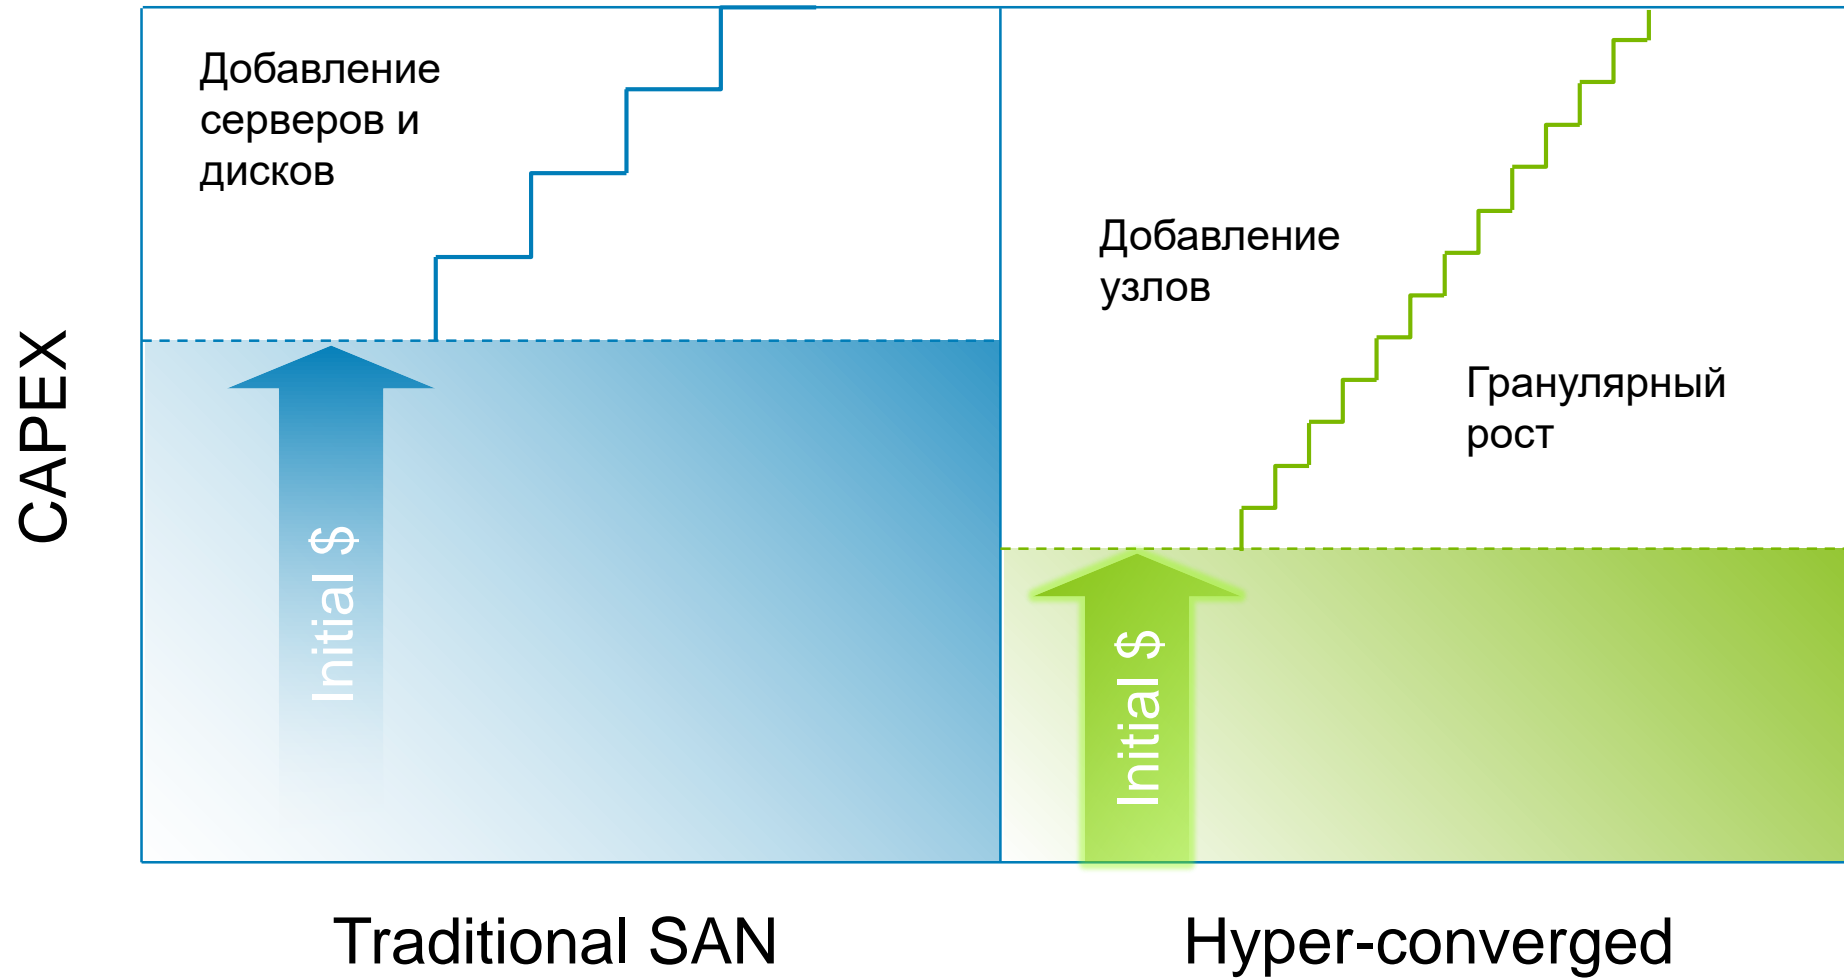 Добавление
серверов и
дисков
Добавление
узлов
Гранулярный
рост
CAPEX
Initial $
Initial $
Traditional SAN
Hyper-converged